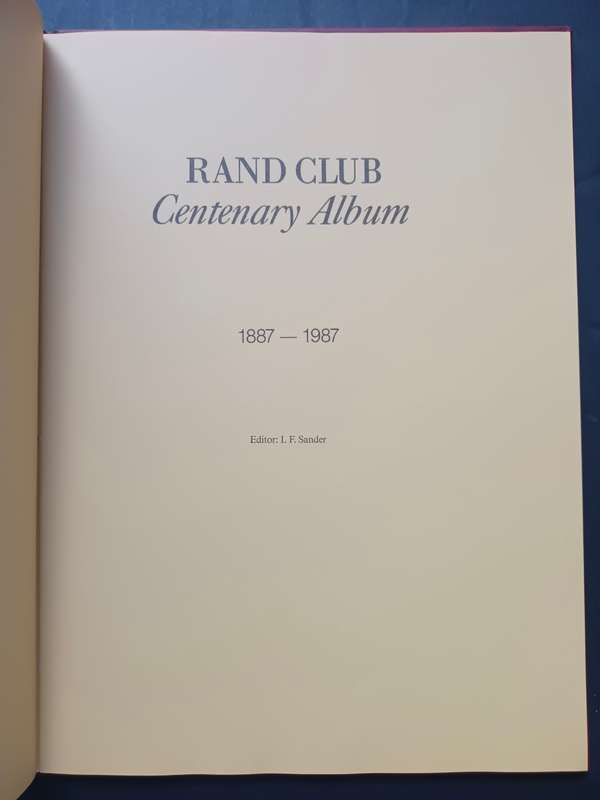 RAND CLUB
Centenary Album
1887 — 1987
Editor: I. F. Sander